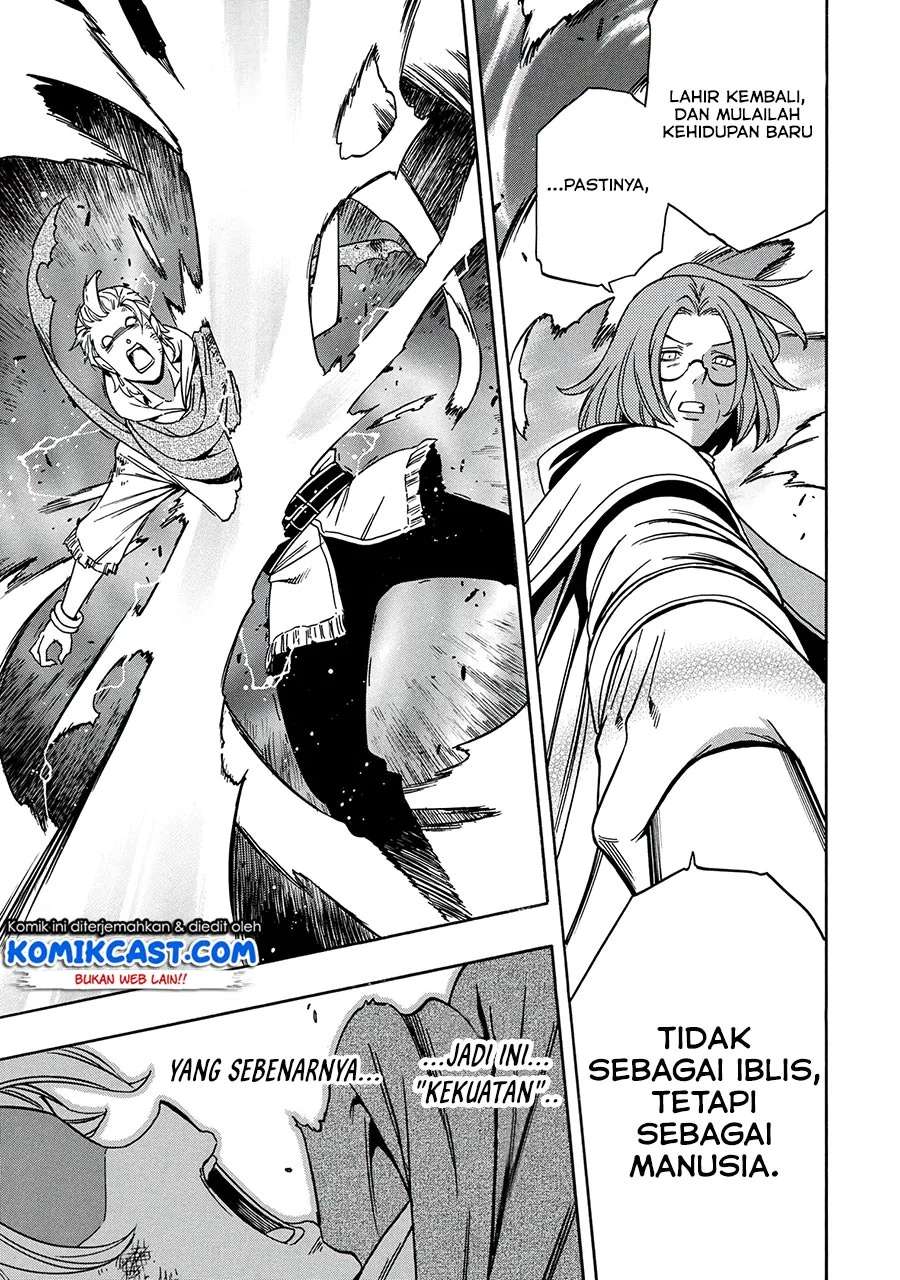 LAHIR KEMBALI,
DAN MULAILAH
KEHIDUPAN BARU
...PASTINYA,
TIDAK
SEBAGAI IBLIS,
TETAPI
SEBAGAI
MANUSIA.
...JADI INI...
"KEKUATAN"..
YANG SEBENARNYA...
Komik ini diterjemahkan & diedit oleh
KOMIKCAST.COM
BUKAN WEB LAIN!!